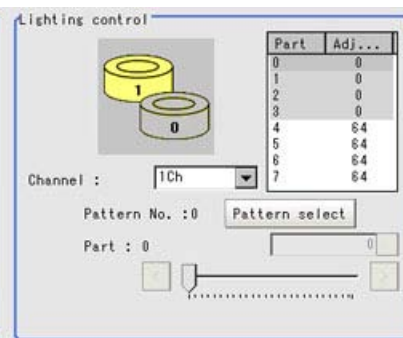 Lighting control
1
0
Part Adj...
0 0
1 0
2 0
3 0
4 64
5 64
6 64
7 64
Channel : 1Ch
Pattern No. :0 Pattern select
Part : 0 0
< >